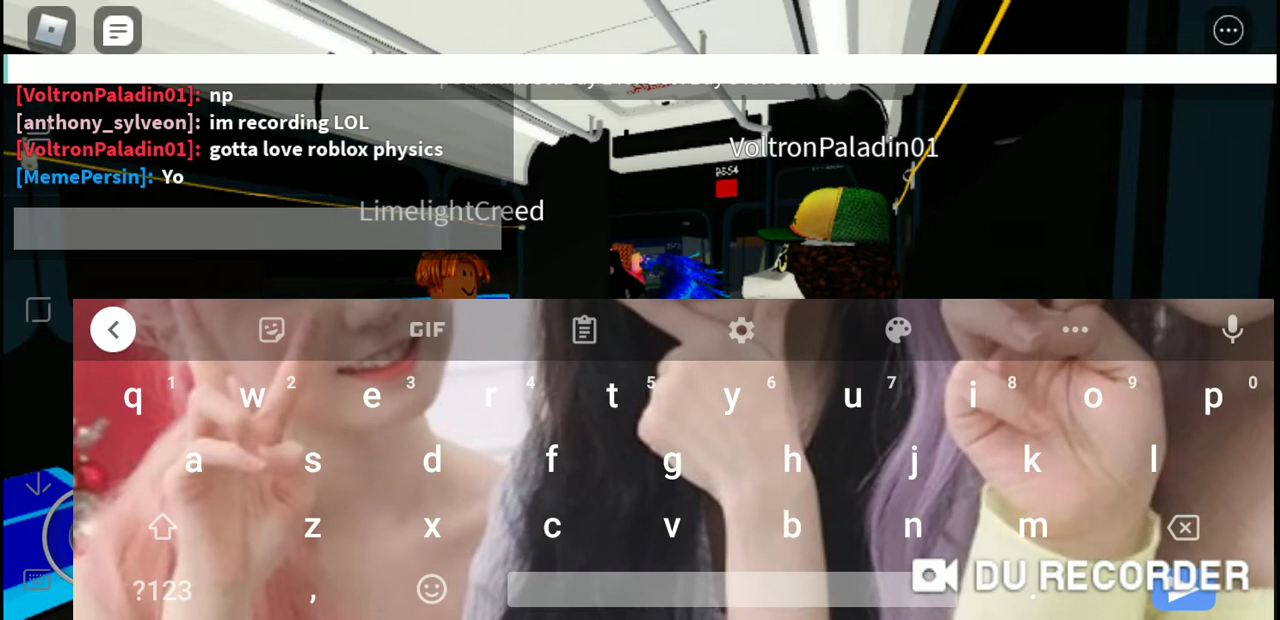 [VoltronPaladin01]: np
[anthony_sylveon]: im recording LOL
[VoltronPaladin01]: gotta love roblox physics
[MemePersin]: Yo
VoltronPaladin01
LimelightCreed
GIF
q 1 w 2 e 3 r 4 t 5 y 6 u 7 i 8 o 9 p 0
a s d f g h j k l
z x c v b n m
?123 , .
DU RECORDER